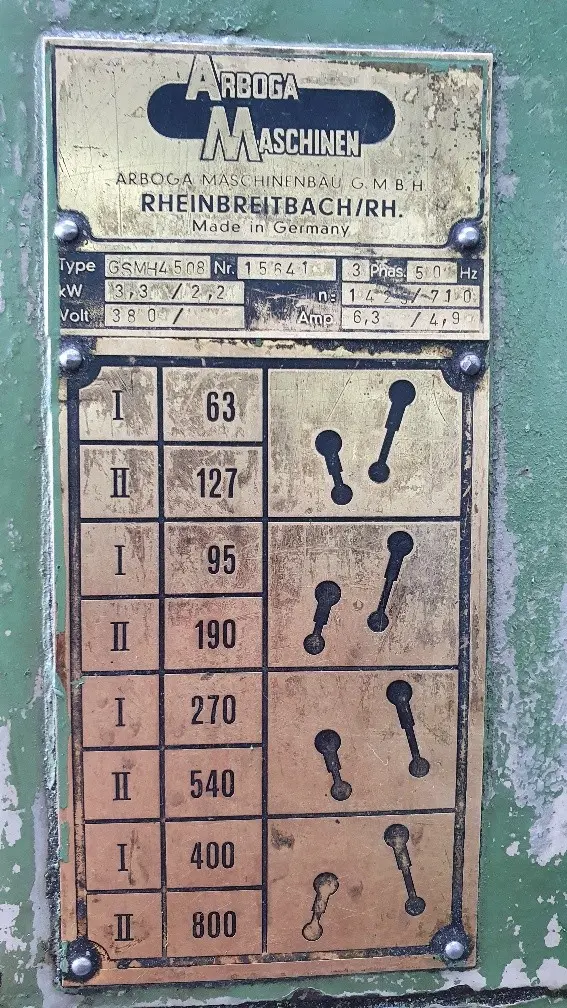 ARBOGA
MASCHINEN
ARBOGA MASCHINENBAU G.M.B.H
RHEINBREITBACH/RH.
Made in Germany
Type GSMH4508 Nr. 15641 3 Phas. 50 Hz
kW 3,3 /2,2 n= /710
Volt 380/ Amp 6,3 / 4,9
I 63
II 127
I 95
II 190
I 270
II 540
I 400
II 800